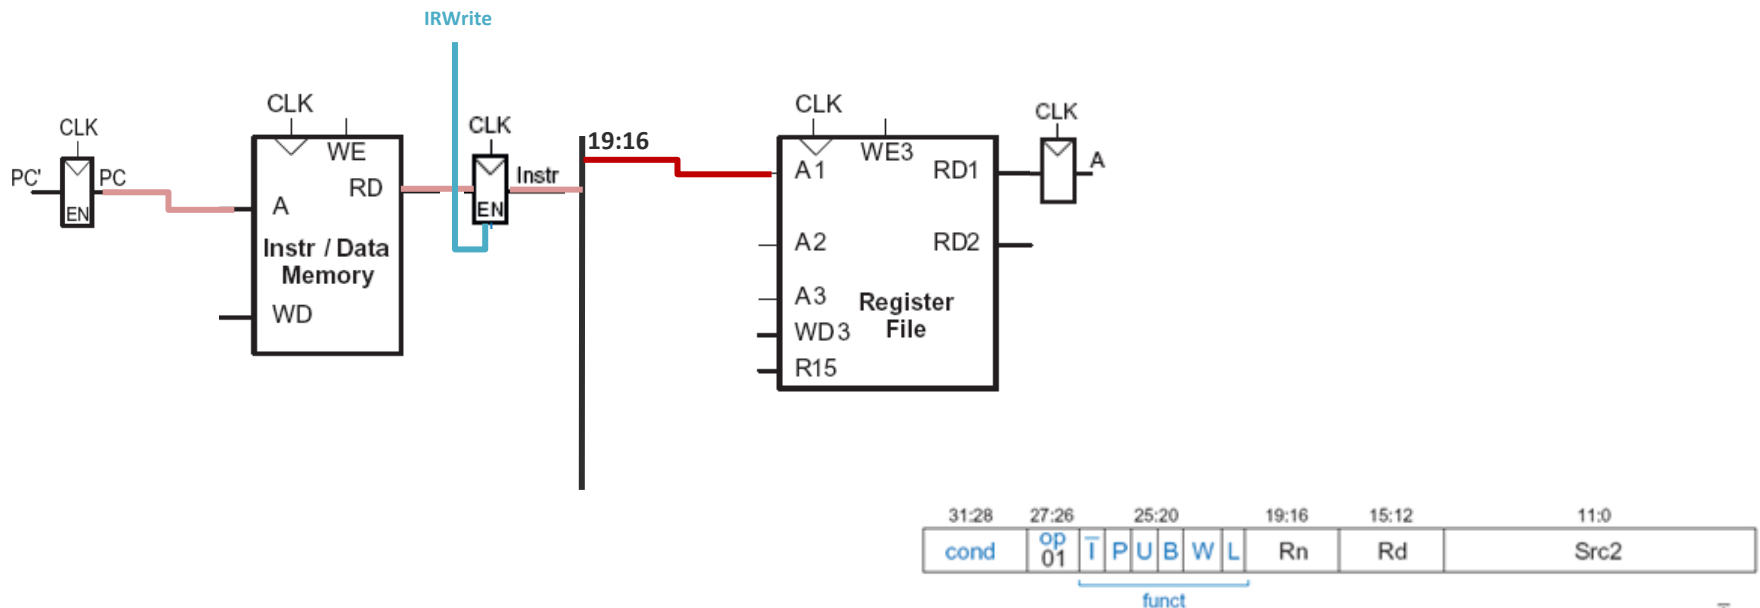 IRWrite
CLK
CLK
CLK
CLK
CLK
19:16
WE
WE3
PC'
PC
EN
A
RD
Instr
EN
A1
RD1
A
Instr / Data
Memory
A2
RD2
WD
A3
Register
File
WD3
R15
31:28 27:26 25:20 19:16 15:12 11:0
cond op 01 I P U B W L Rn Rd Src2
funct